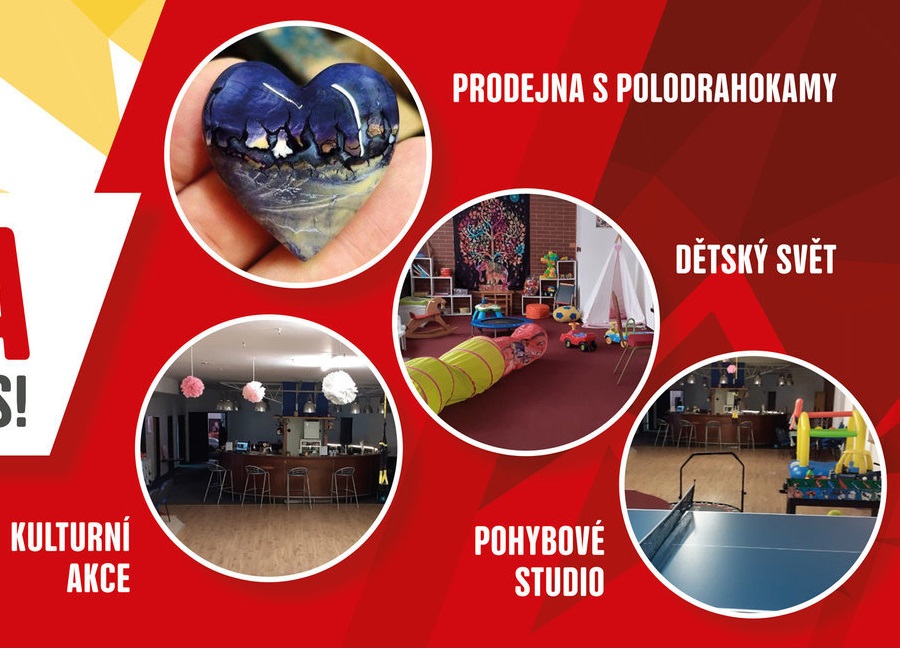 PRODEJNA S POLODRAHOKAMY
DĚTSKÝ SVĚT
A
S!
KULTURNÍ
AKCE
POHYBOVÉ
STUDIO